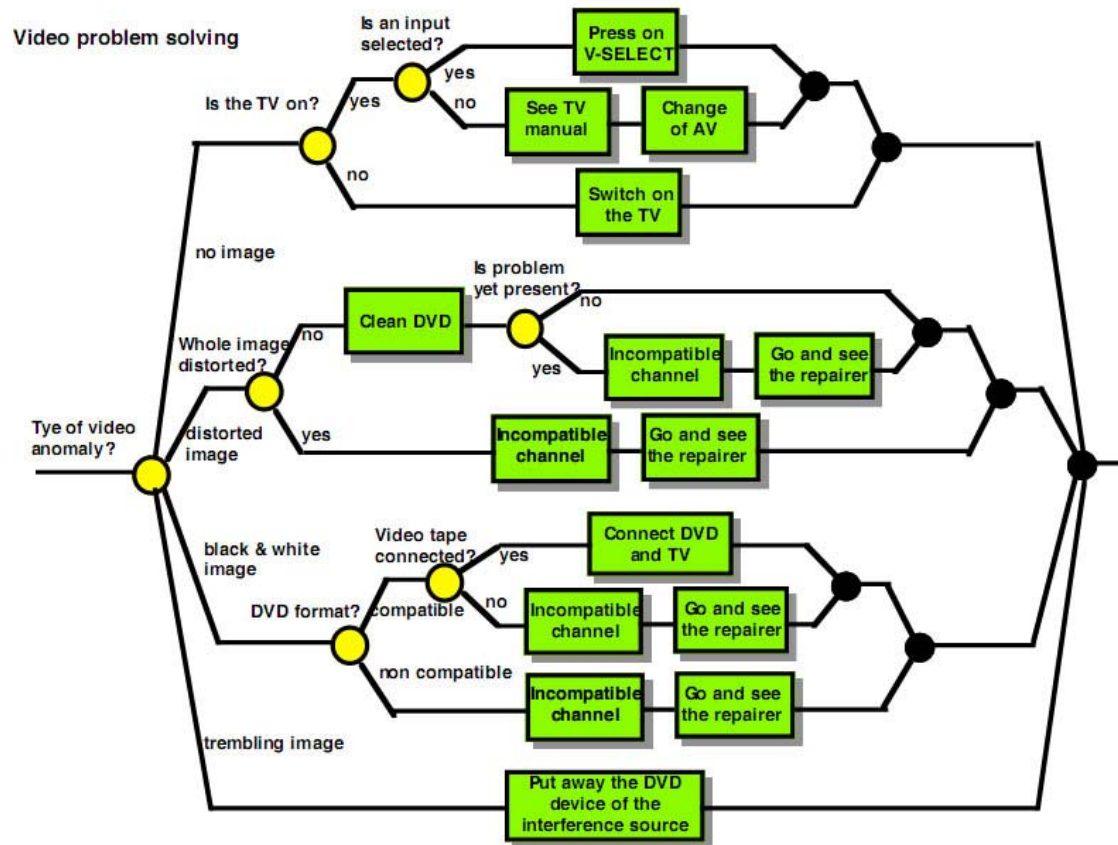 Video problem solving
Is an input
selected?
Press on
V-SELECT
yes
Is the TV on?
yes
no
See TV
manual
Change
of AV
no
Switch on
the TV
no image
Is problem
yet present?
no
Clean DVD
no
Whole image
distorted?
yes
Incompatible
channel
Go and see
the repairer
Tye of video
anomaly?
distorted
image
yes
Incompatible
channel
Go and see
the repairer
black & white
image
Video tape
connected?
yes
Connect DVD
and TV
DVD format?
compatible
no
Incompatible
channel
Go and see
the repairer
non compatible
Incompatible
channel
Go and see
the repairer
trembling image
Put away the DVD
device of the
interference source